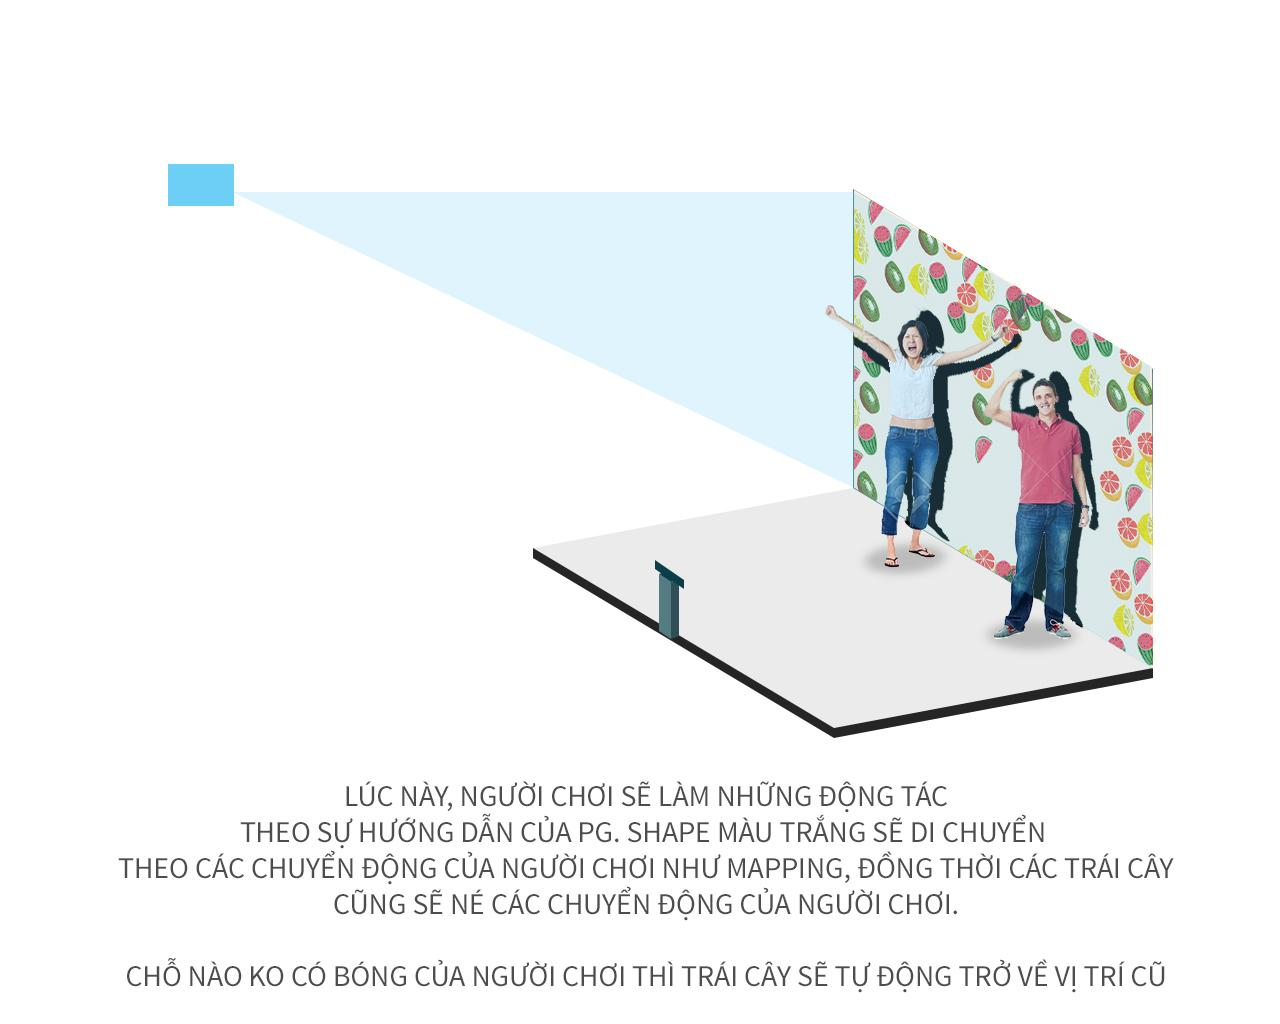 LÚC NÀY, NGƯỜI CHƠI SẼ LÀM NHỮNG ĐỘNG TÁC
THEO SỰ HƯỚNG DẪN CỦA PG. SHAPE MÀU TRẮNG SẼ DI CHUYỂN
THEO CÁC CHUYỂN ĐỘNG CỦA NGƯỜI CHƠI NHƯ MAPPING, ĐỒNG THỜI CÁC TRÁI CÂY
CŨNG SẼ NÉ CÁC CHUYỂN ĐỘNG CỦA NGƯỜI CHƠI.
CHỖ NÀO KO CÓ BÓNG CỦA NGƯỜI CHƠI THÌ TRÁI CÂY SẼ TỰ ĐỘNG TRỞ VỀ VỊ TRÍ CŨ